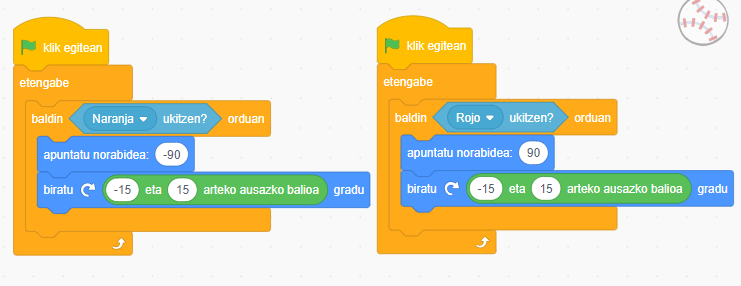 klik egitean
etengabe
baldin Naranja ukitzen? orduan
apuntatu norabidea: -90
biratu -15 eta 15 arteko ausazko balioa gradu
klik egitean
etengabe
baldin Rojo ukitzen? orduan
apuntatu norabidea: 90
biratu -15 eta 15 arteko ausazko balioa gradu